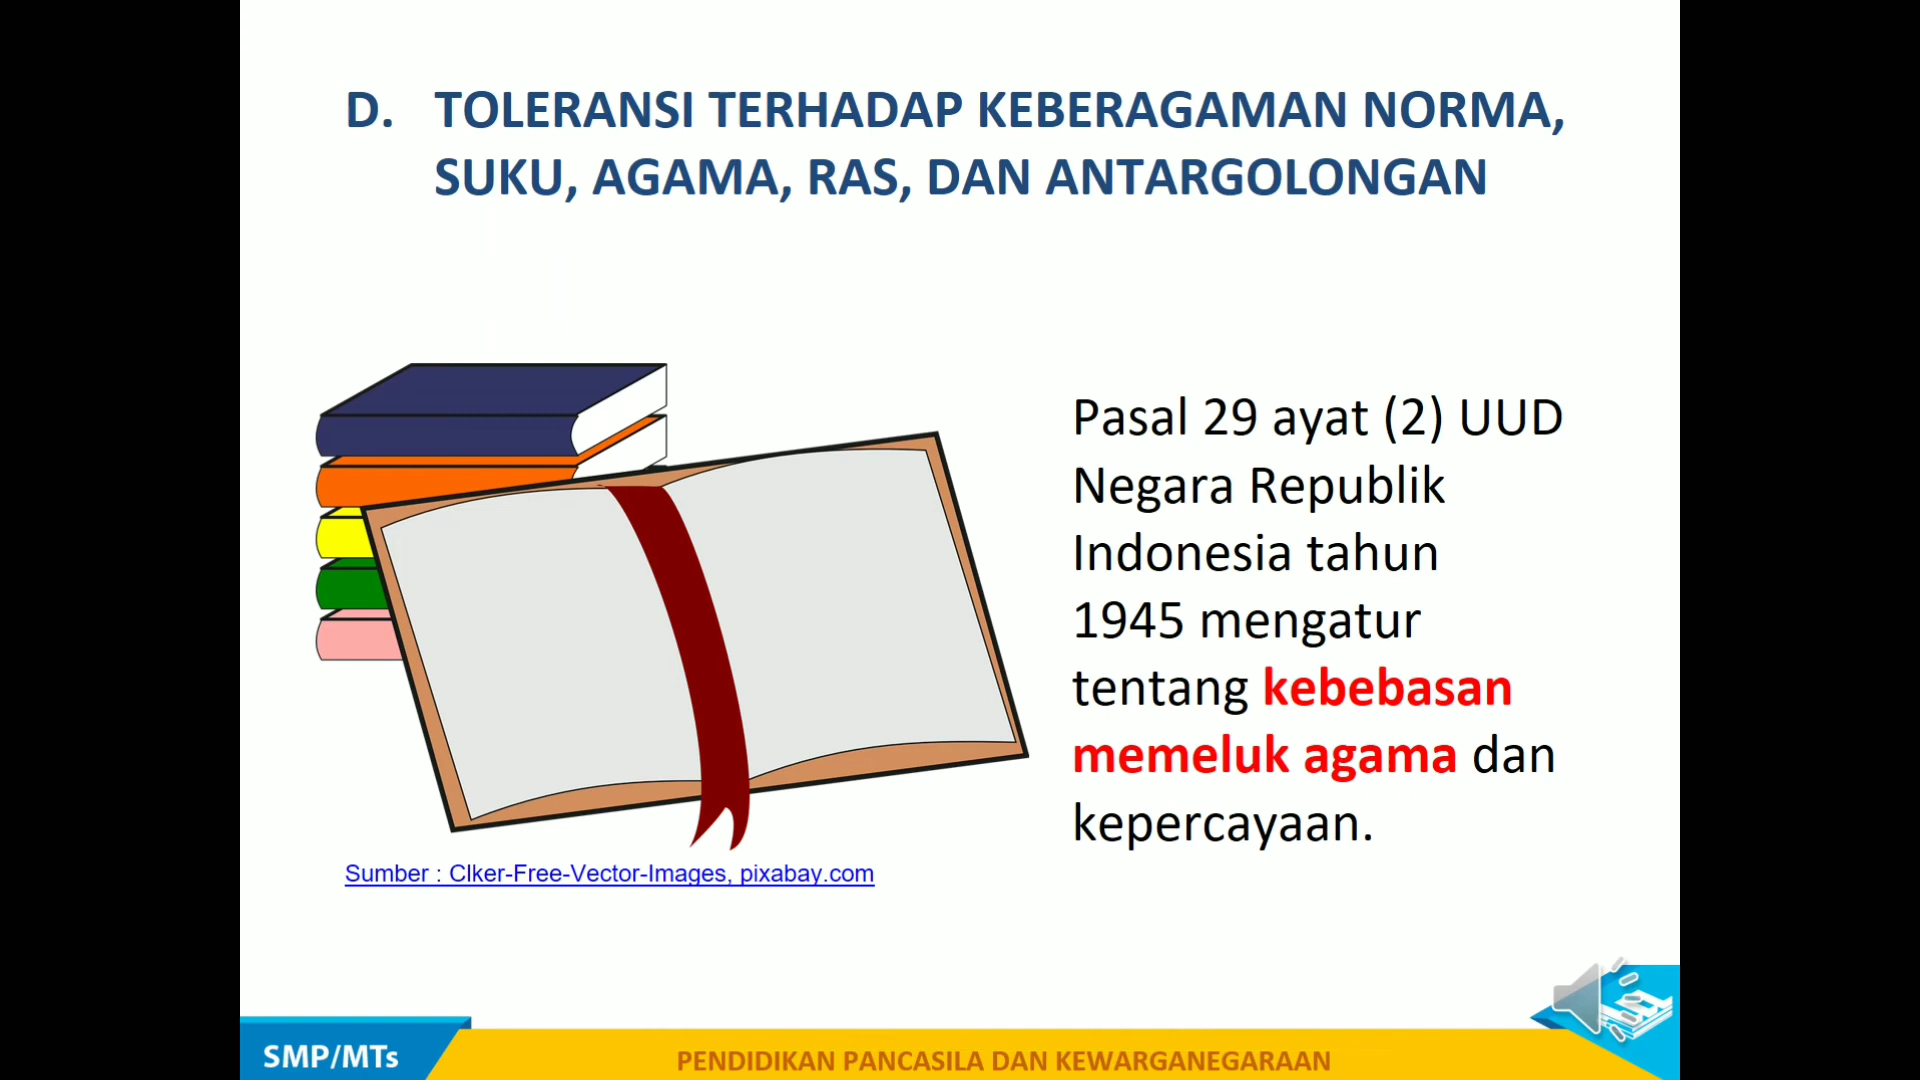 D. TOLERANSI TERHADAP KEBERAGAMAN NORMA,
SUKU, AGAMA, RAS, DAN ANTARGOLONGAN
Pasal 29 ayat (2) UUD
Negara Republik
Indonesia tahun
1945 mengatur
tentang kebebasan
memeluk agama dan
kepercayaan.
Sumber : Clker-Free-Vector-Images, pixabay.com
SMP/MTs
PENDIDIKAN PANCASILA DAN KEWARGANEGARAAN